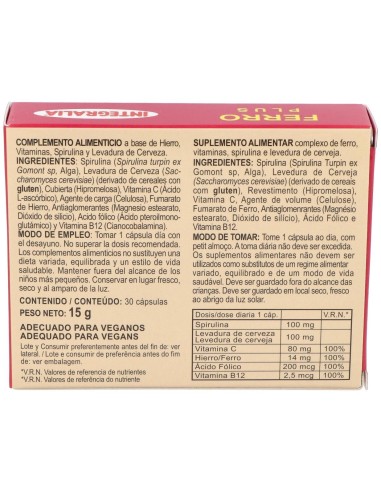 FERRO
PLUS
INTEGRALIA
COMPLEMENTO ALIMENTICIO a base de Hierro,
Vitaminas, Spirulina y Levadura de Cerveza.
INGREDIENTES: Spirulina (Spirulina turpin ex
Gomont sp, Alga), Levadura de Cerveza (Sac-
charomyces cerevisiae) (derivado de cereales con
gluten), Cubierta (Hipromelosa), Vitamina C (Ácido
L-ascórbico), Agente de carga (Celulosa), Fumarato
de Hierro, Antiaglomerantes (Estearato magnésico,
Dióxido de silicio), Ácido fólico (Ácido pteroilmono-
glutámico) y Vitamina B12 (Cianocobalamina).
MODO DE EMPLEO: Tomar 1 cápsula día con
el desayuno. No superar la dosis recomendada.
Los complementos alimenticios no sustituyen un
dieta variada, equilibrada y un estilo de vida
saludable. Mantener fuera del alcance de los
niños más pequeños. Conservar en lugar fresco,
seco y al amparo de la luz.
CONTENIDO / CONTEÚDO: 30 cápsulas
PESO NETO: 15 g
ADECUADO PARA VEGANOS
ADEQUADO PARA VEGANS
Lote y Consumir preferentemente antes del fin de: ver
lateral. / Lote e consumir de preferência antes do fim
de: ver embalagem.
*V.R.N. Valores de referencia de nutrientes
*V.R.N. Valores de referência do nutriente
SUPLEMENTO ALIMENTAR complexo de ferro,
vitaminas, spirulina e levedura de cerveja.
INGREDIENTES: Spirulina (Spirulina Turpin ex
Gomont sp, Alga), Levedura de Cerveja
(Saccharomyces cerevisiae) (derivado de cereais
com gluten), Revestimento (Hipromelosa), Vitamina
C, Agente de volume (Celulose),
Fumarato de Ferro, Antiglomerantes (Magnésio
estearato, Dióxido de silício), Ácido fólico e
Vitamina B12.
MODO DE TOMAR: Tome 1 cápsula ao dia, com
petit almoço. A toma diária não deve ser excedida.
Os suplementos alimentares não devem ser
utilizados como substitutos de um regime alimentar
variado, equilibrado e de um modo de vida
saudável. Deve ser guardado fora do alcance das
crianças. Deve ser guardado em local seco, fresco
ao abrigo da luz solar.
Dosis/dose diaria 1 cáp. V.R.N.*
Spirulina 100 mg
Levadura de cerveza
Levedura de cerveja 100 mg
Vitamina C 80 mg 100%
Hierro/Ferro 14 mg 100%
Ácido Fólico 200 mcg 100%
Vitamina B12 2,5 mcg 100%